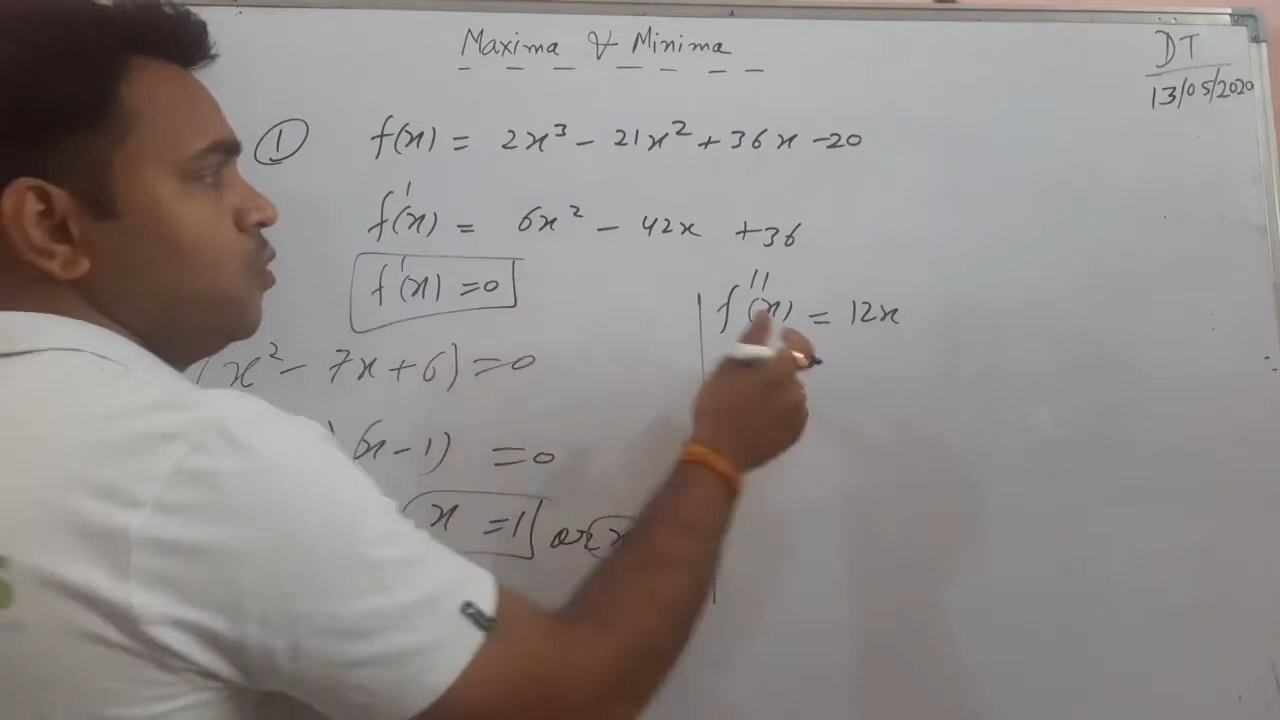 Maxima & Minima
DT
13/05/2020
① f(x) = 2x³ - 21x² + 36x - 20
f'(x) = 6x² - 42x + 36
f'(x) = 0
f''(x) = 12x
(x² - 7x + 6) = 0
(x - 1) = 0
x = 1 or x